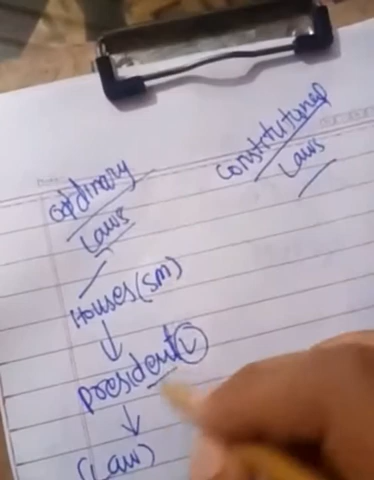 ordinary
Laws
Houses(SM)
↓
president✓
↓
(Law)
constitutional
Laws